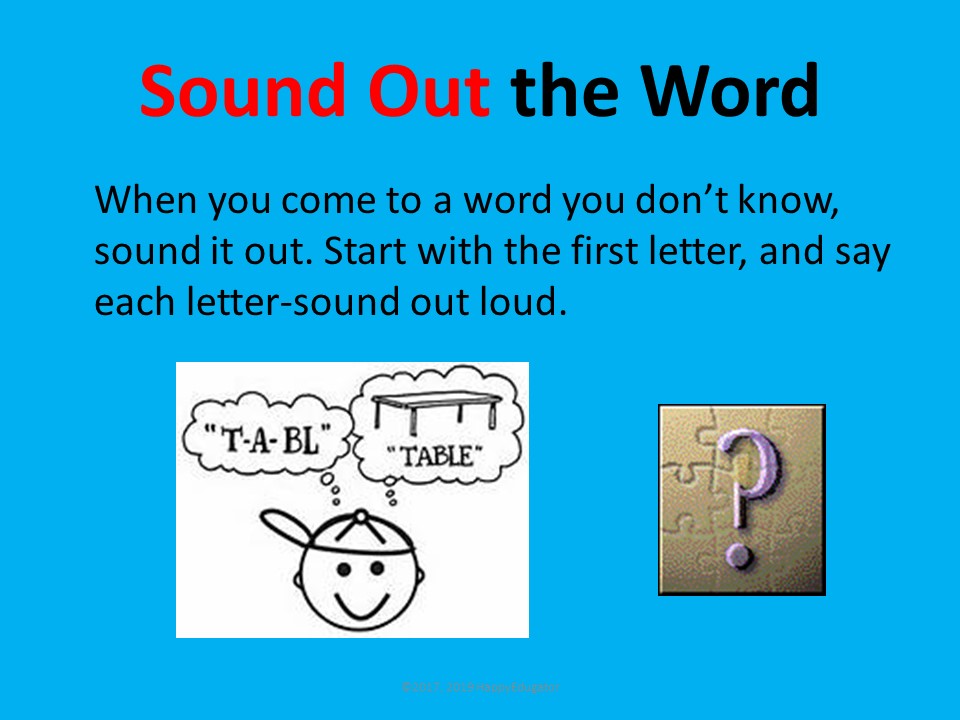 Sound Out the Word
When you come to a word you don’t know,
sound it out. Start with the first letter, and say
each letter-sound out loud.
"T-A-BL"
"TABLE"
?